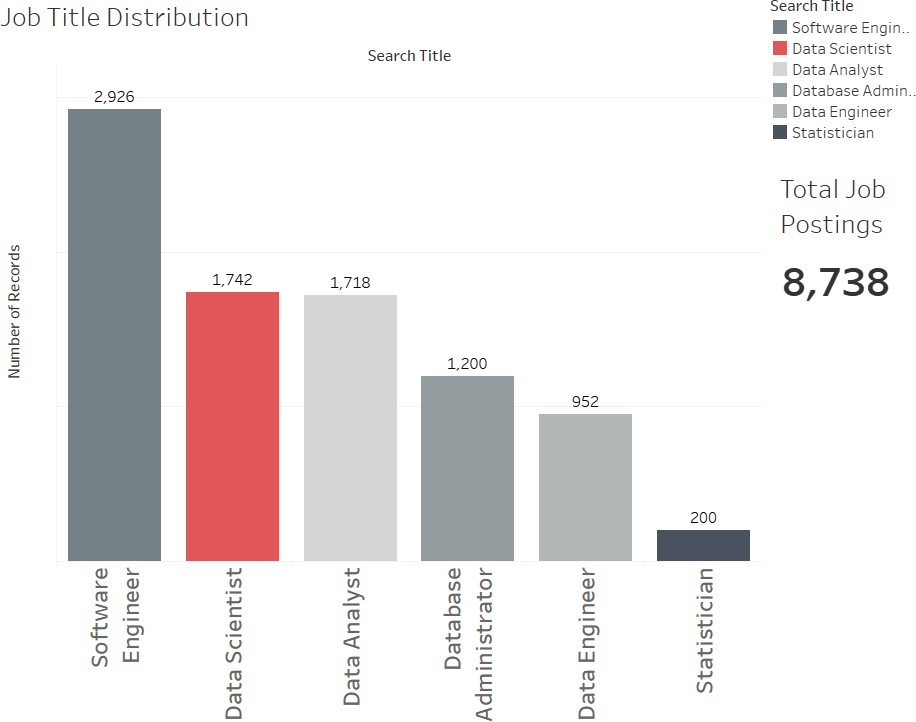 Job Title Distribution
Search Title
Number of Records
2,926
1,742
1,718
1,200
952
200
Software
Engineer
Data Scientist
Data Analyst
Database
Administrator
Data Engineer
Statistician
Search Title
Software Engin..
Data Scientist
Data Analyst
Database Admin..
Data Engineer
Statistician
Total Job
Postings
8,738